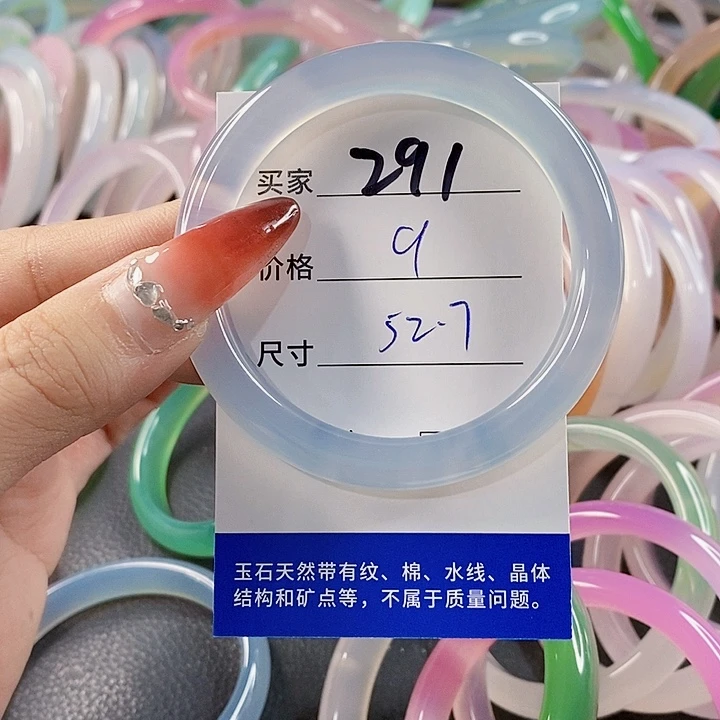 买家 291
价格 9
尺寸 52.7
玉石天然带有纹、棉、水线、晶体
结构和矿点等，不属于质量问题。